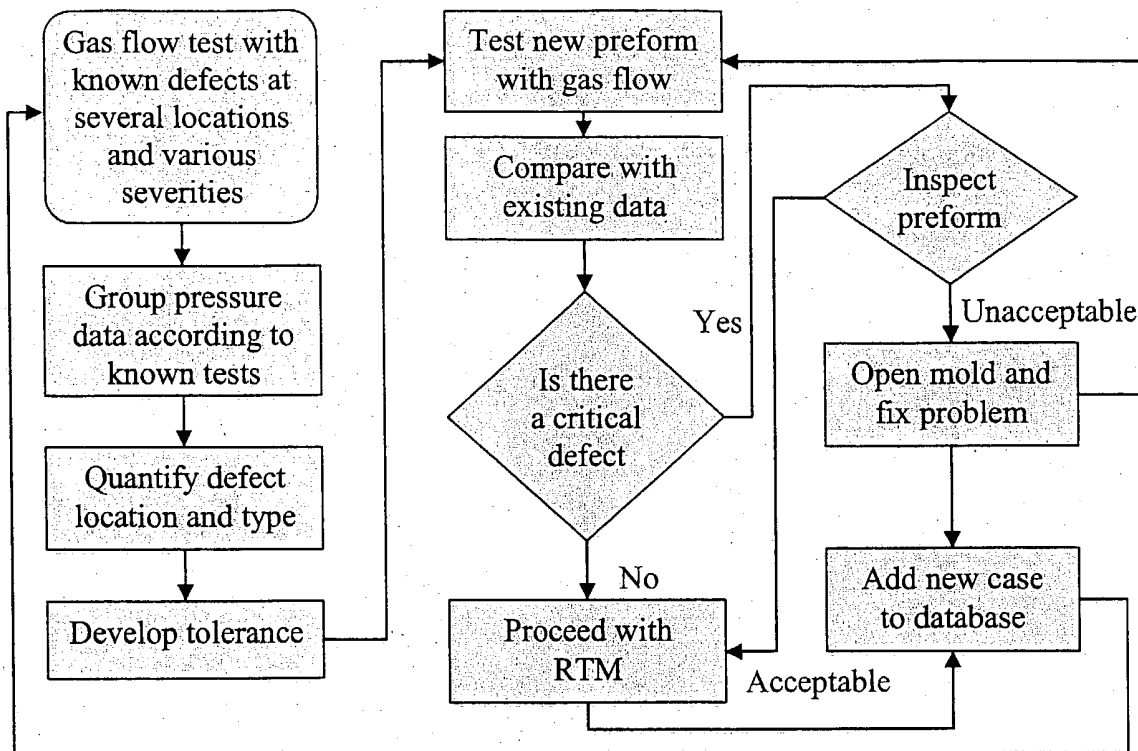 Gas flow test with
known defects at
several locations
and various
severities
Group pressure
data according to
known tests
Quantify defect
location and type
Develop tolerance
Test new preform
with gas flow
Compare with
existing data
Is there
a critical
defect
Yes
No
Proceed with
RTM
Inspect
preform
Unacceptable
Acceptable
Open mold and
fix problem
Add new case
to database